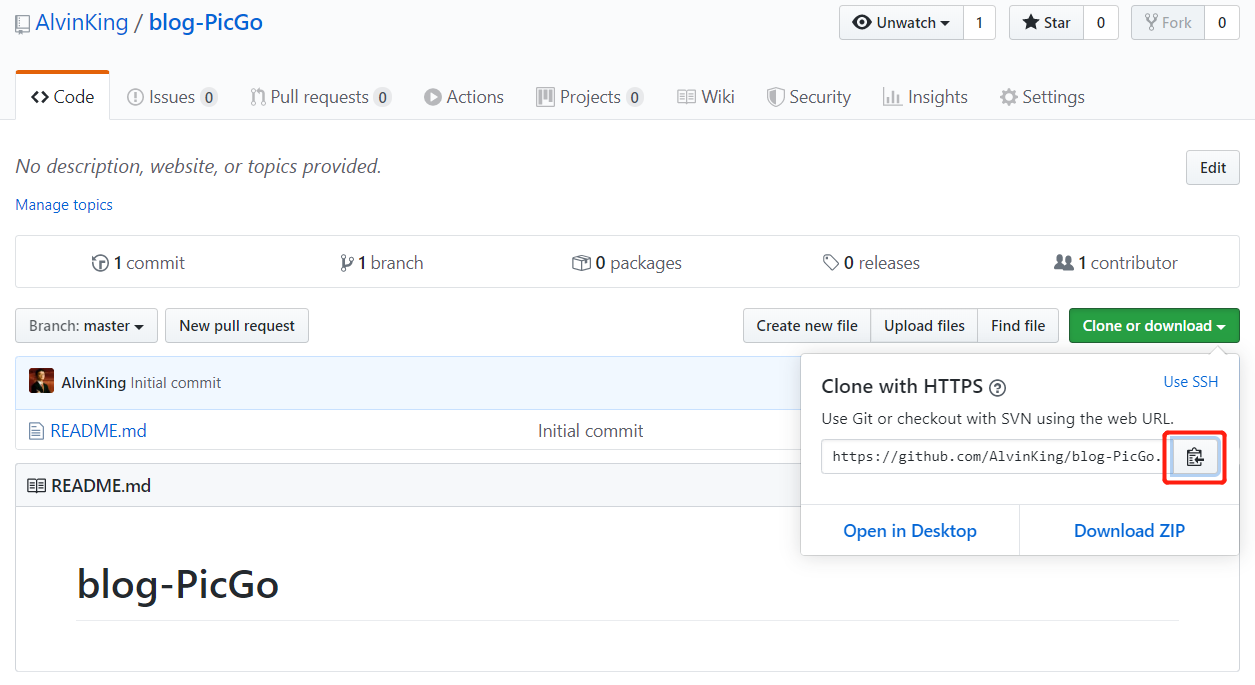 AlvinKing / blog-PicGo
Unwatch 1 Star 0 Fork 0
Code Issues 0 Pull requests 0 Actions Projects 0 Wiki Security Insights Settings
No description, website, or topics provided. Edit
Manage topics
1 commit 1 branch 0 packages 0 releases 1 contributor
Branch: master New pull request Create new file Upload files Find file Clone or download
AlvinKing Initial commit
README.md Initial commit
Clone with HTTPS ? Use SSH
Use Git or checkout with SVN using the web URL.
https://github.com/AlvinKing/blog-PicGo.
Open in Desktop Download ZIP
README.md
blog-PicGo